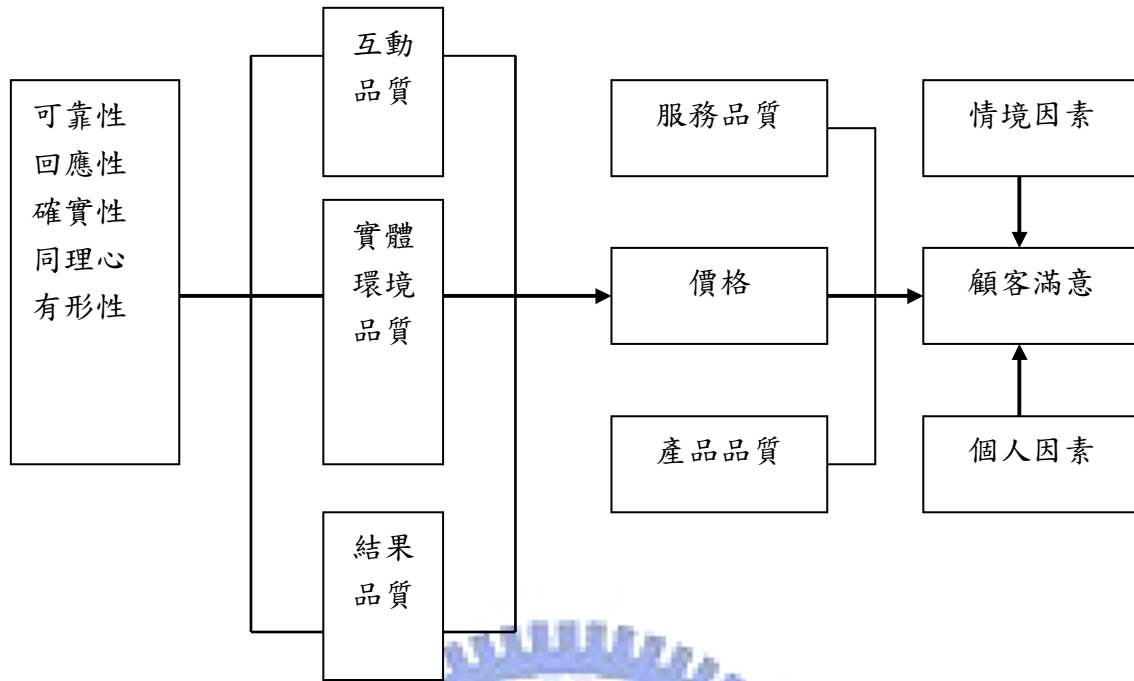 可靠性
回應性
確實性
同理心
有形性
互動
品質
實體
環境
品質
結果
品質
服務品質
價格
產品品質
情境因素
顧客滿意
個人因素